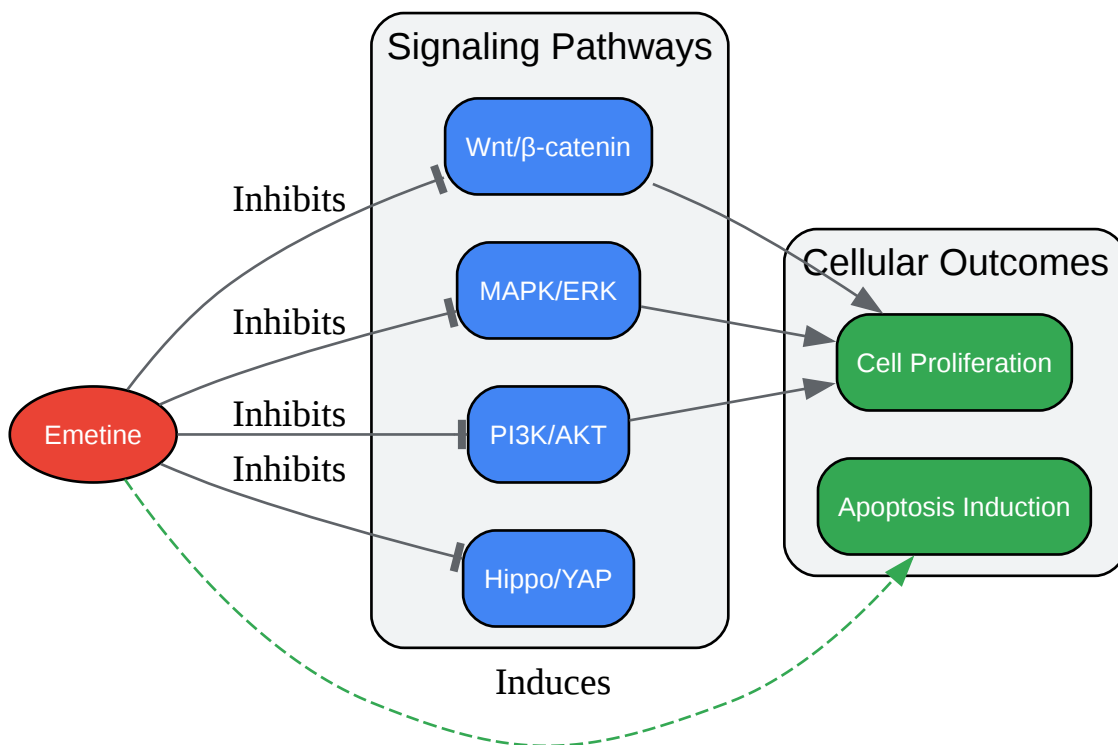 Signaling Pathways
Wnt/β-catenin
Inhibits
Cellular Outcomes
MAPK/ERK
Inhibits
Cell Proliferation
Inhibits
Emetine
PI3K/AKT
Inhibits
Apoptosis Induction
Hippo/YAP
Induces